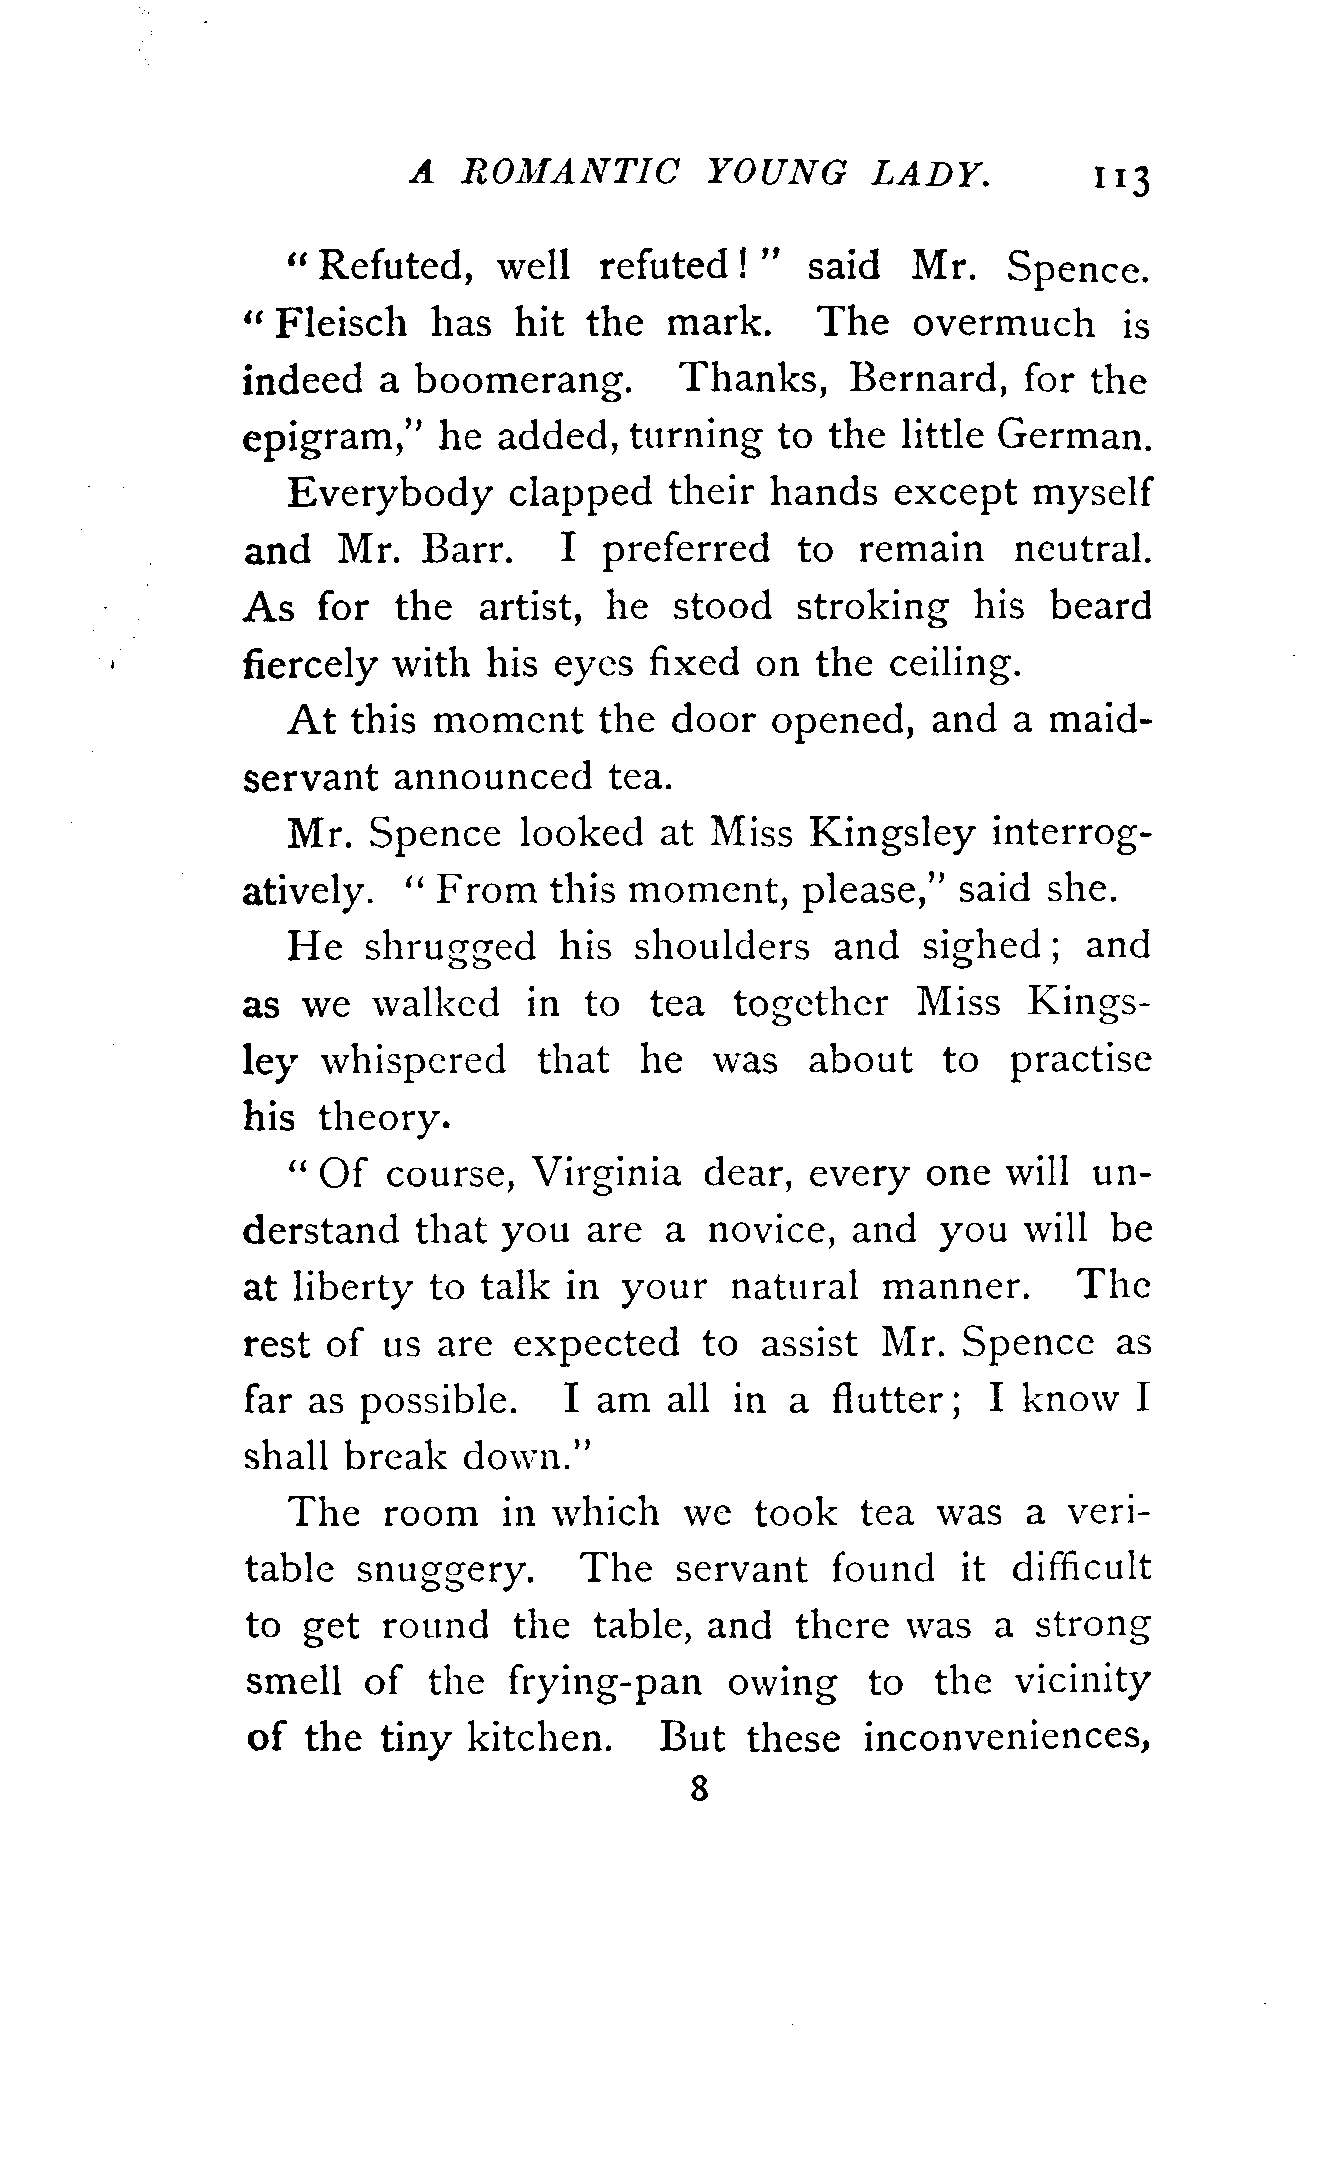 A ROMANTIC YOUNG LADY. 113
"Refuted, well refuted!" said Mr. Spence.
"Fleisch has hit the mark. The overmuch is
indeed a boomerang. Thanks, Bernard, for the
epigram," he added, turning to the little German.
Everybody clapped their hands except myself
and Mr. Barr. I preferred to remain neutral.
As for the artist, he stood stroking his beard
fiercely with his eyes fixed on the ceiling.
At this moment the door opened, and a maid-
servant announced tea.
Mr. Spence looked at Miss Kingsley interrog-
atively. "From this moment, please," said she.
He shrugged his shoulders and sighed; and
as we walked in to tea together Miss Kings-
ley whispered that he was about to practise
his theory.
"Of course, Virginia dear, every one will un-
derstand that you are a novice, and you will be
at liberty to talk in your natural manner. The
rest of us are expected to assist Mr. Spence as
far as possible. I am all in a flutter; I know I
shall break down."
The room in which we took tea was a veri-
table snuggery. The servant found it difficult
to get round the table, and there was a strong
smell of the frying-pan owing to the vicinity
of the tiny kitchen. But these inconveniences,
8